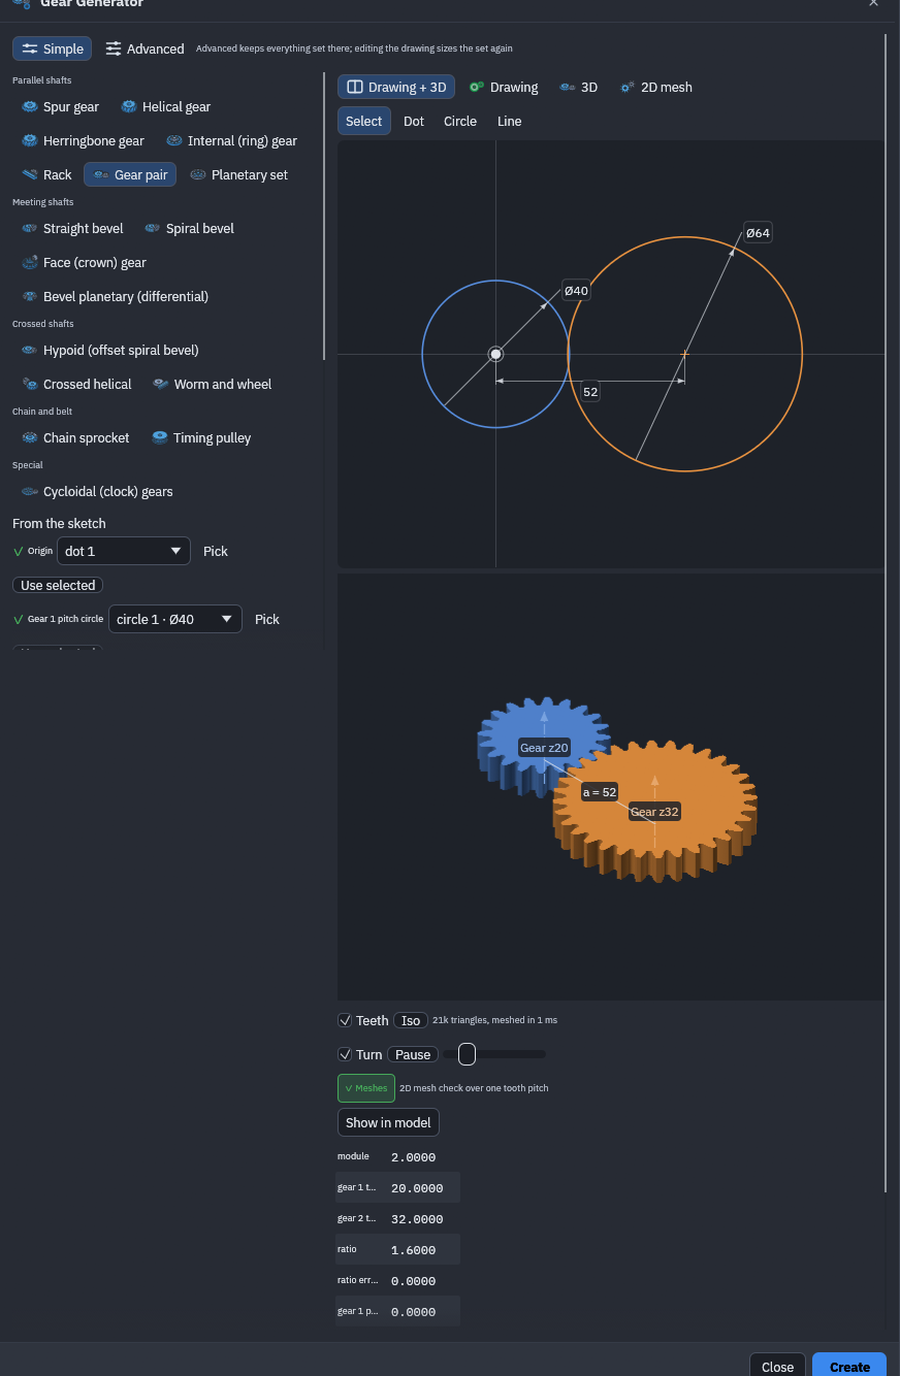 Gear Generator
Simple Advanced Advanced keeps everything set there; editing the drawing sizes the set again
Parallel shafts
Spur gear Helical gear
Herringbone gear Internal (ring) gear
Rack Gear pair Planetary set
Meeting shafts
Straight bevel Spiral bevel
Face (crown) gear
Bevel planetary (differential)
Crossed shafts
Hypoid (offset spiral bevel)
Crossed helical Worm and wheel
Chain and belt
Chain sprocket Timing pulley
Special
Cycloidal (clock) gears
From the sketch
Origin dot 1 Pick
Use selected
Gear 1 pitch circle circle 1 · Ø40 Pick
Drawing + 3D Drawing 3D 2D mesh
Select Dot Circle Line
Ø64
Ø40
52
Gear z20
a = 52
Gear z32
Teeth Iso 21k triangles, meshed in 1 ms
Turn Pause
✓ Meshes 2D mesh check over one tooth pitch
Show in model
module 2.0000
gear 1 t... 20.0000
gear 2 t... 32.0000
ratio 1.6000
ratio err... 0.0000
gear 1 p... 0.0000
Close Create